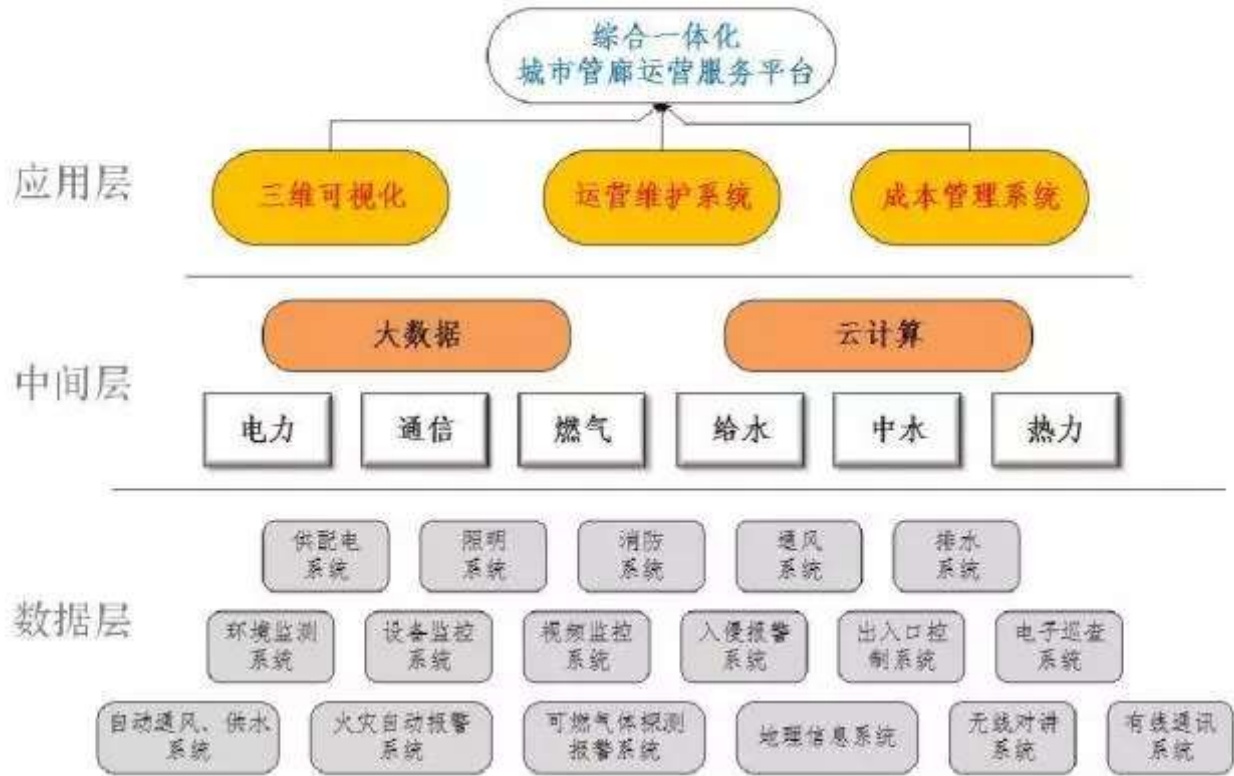 综合一体化
城市管廊运营服务平台
应用层
三维可视化
运营维护系统
成本管理系统
中间层
大数据
云计算
电力
通信
燃气
给水
中水
热力
数据层
供配电
系统
照明
系统
消防
系统
通风
系统
排水
系统
环境监测
系统
设备监控
系统
视频监控
系统
入侵报警
系统
出入口控
制系统
电子巡查
系统
自动通风、供水
系统
火灾自动报警
系统
可燃气体探测
报警系统
地理信息系统
无线对讲
系统
有线通讯
系统